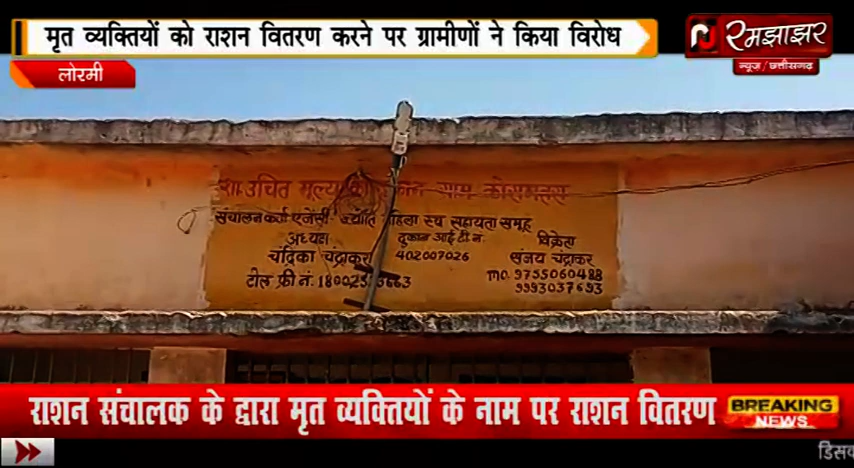 मृत व्यक्तियों को राशन वितरण करने पर ग्रामीणों ने किया विरोध
रमझाझर
न्यूज़/छत्तीसगढ़
लोरमी
शा उचित मूल्य ग्राम
संचालनकर्ता एजेंसी ज्योति महिला स्व सहायता समूह
अध्यक्ष दुकान आई टी न. विक्रेता
चंद्रिका चंद्राकर 402007026 संजय चंद्राकर
टोल फ्री नं. mo 9755060488
9993037693
राशन संचालक के द्वारा मृत व्यक्तियों के नाम पर राशन वितरण
BREAKING
NEWS